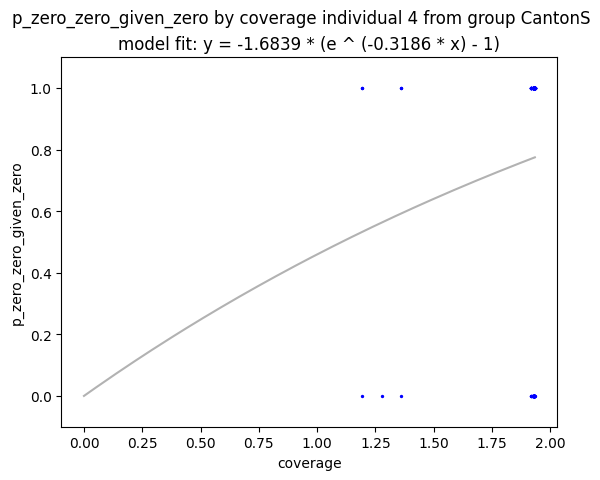 p_zero_zero_given_zero by coverage individual 4 from group CantonS
model fit: y = -1.6839 * (e ^ (-0.3186 * x) - 1)
p_zero_zero_given_zero
1.0
0.8
0.6
0.4
0.2
0.0
0.00 0.25 0.50 0.75 1.00 1.25 1.50 1.75 2.00
coverage